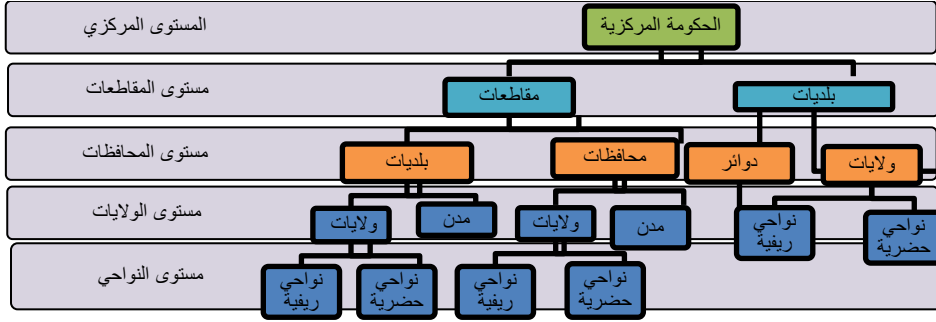 المستوى المركزي
الحكومة المركزية
مستوى المقاطعات
مقاطعات
بلديات
مستوى المحافظات
بلديات
محافظات
دوائر
ولايات
مستوى الولايات
ولايات
مدن
ولايات
مدن
نواحي
ريفية
نواحي
حضرية
مستوى النواحي
نواحي
ريفية
نواحي
حضرية
نواحي
ريفية
نواحي
حضرية